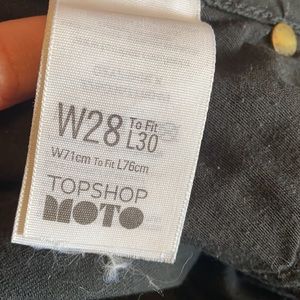 W28 To Fit L30
W71cm To Fit L76cm
TOPSHOP
MOTO